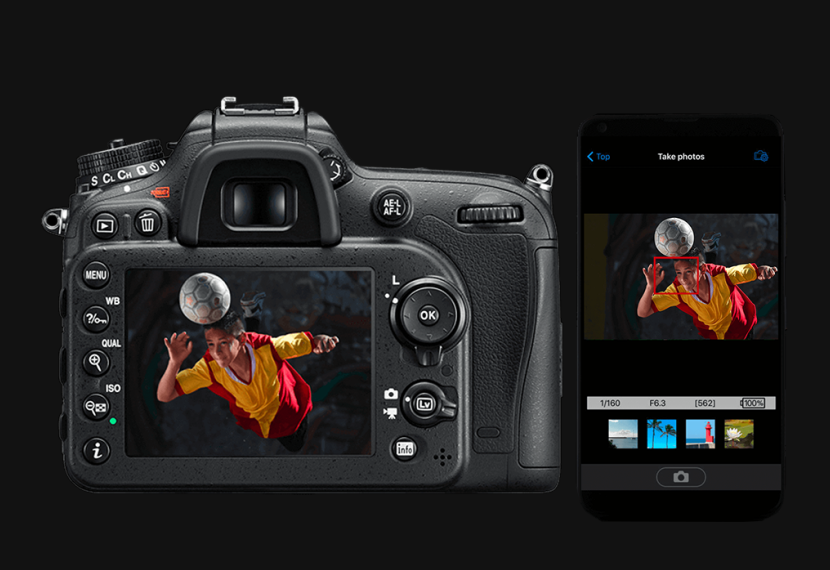 S CL CH Q
MENU
WB
?/
QUAL
ISO
i
AE-L
AF-L
L
OK
Lv
info
Top
Take photos
1/160 F6.3 [562] 100%